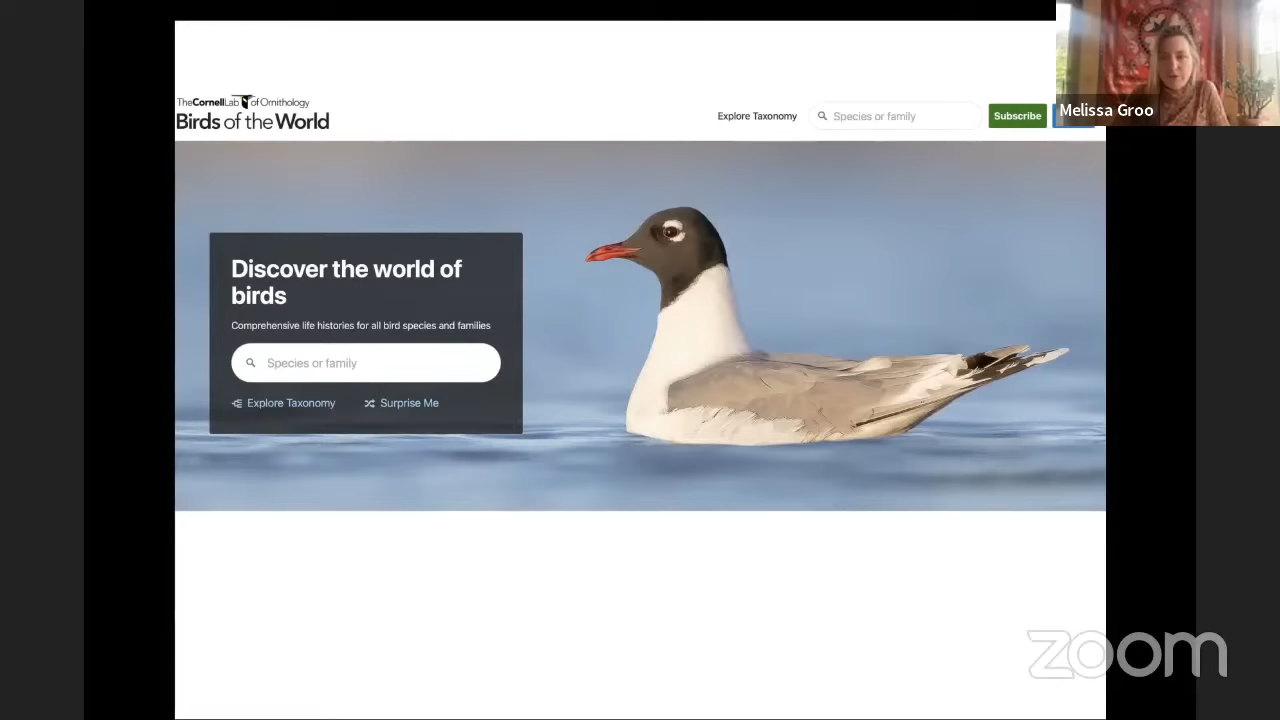 TheCornellLab of Ornithology
Birds of the World
Explore Taxonomy
Species or family
Subscribe
Melissa Groo
Discover the world of
birds
Comprehensive life histories for all bird species and families
Species or family
Explore Taxonomy
Surprise Me
zoom